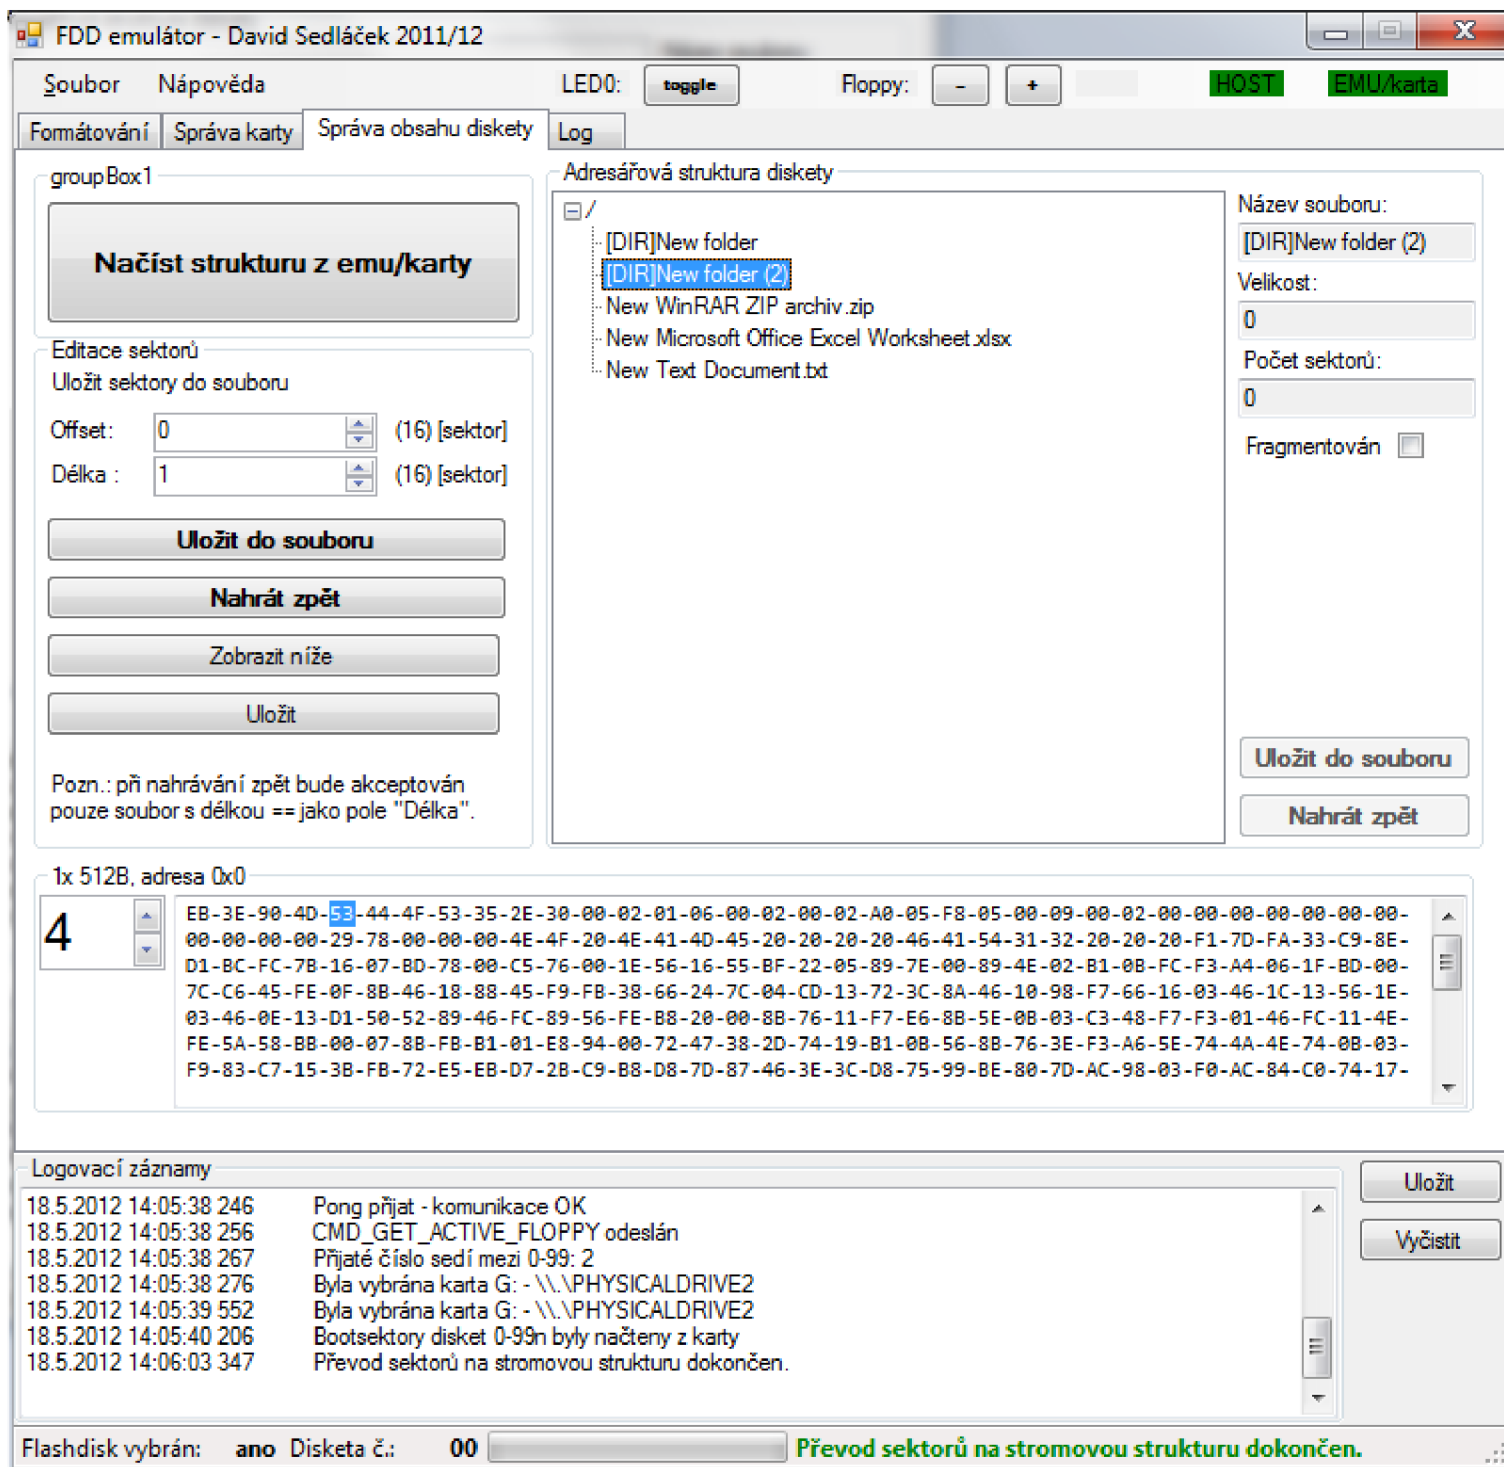 FDD emulátor - David Sedláček 2011/12
Soubor Nápověda LED0: toggle Floppy: - + HOST EMU/karta
Formátování Správa karty Správa obsahu diskety Log
groupBox1
Načíst strukturu z emu/karty
Editace sektorů
Uložit sektory do souboru
Offset: 0 (16) [sektor]
Délka : 1 (16) [sektor]
Uložit do souboru
Nahrát zpět
Zobrazit níže
Uložit
Pozn.: při nahrávání zpět bude akceptován
pouze soubor s délkou == jako pole "Délka".
Adresářová struktura diskety
/
[DIR]New folder
[DIR]New folder (2)
New WinRAR ZIP archiv.zip
New Microsoft Office Excel Worksheet.xlsx
New Text Document.txt
Název souboru:
[DIR]New folder (2)
Velikost:
0
Počet sektorů:
0
Fragmentován
Uložit do souboru
Nahrát zpět
1x 512B, adresa 0x0
4
EB-3E-90-4D-53-44-4F-53-35-2E-30-00-02-01-06-00-02-00-02-A0-05-F8-05-00-09-00-02-00-00-00-00-00-00-00-
00-00-00-00-29-78-00-00-00-4E-4F-20-4E-41-4D-45-20-20-20-20-46-41-54-31-32-20-20-20-F1-7D-FA-33-C9-8E-
D1-BC-FC-7B-16-07-BD-78-00-C5-76-00-1E-56-16-55-BF-22-05-89-7E-00-89-4E-02-B1-0B-FC-F3-A4-06-1F-BD-00-
7C-C6-45-FE-0F-8B-46-18-88-45-F9-FB-38-66-24-7C-04-CD-13-72-3C-8A-46-10-98-F7-66-16-03-46-1C-13-56-1E-
03-46-0E-13-D1-50-52-89-46-FC-89-56-FE-B8-20-00-8B-76-11-F7-E6-8B-5E-0B-03-C3-48-F7-F3-01-46-FC-11-4E-
FE-5A-58-BB-00-07-8B-FB-B1-01-E8-94-00-72-47-38-2D-74-19-B1-0B-56-8B-76-3E-F3-A6-5E-74-4A-4E-74-0B-03-
F9-83-C7-15-3B-FB-72-E5-EB-D7-2B-C9-B8-D8-7D-87-46-3E-3C-D8-75-99-BE-80-7D-AC-98-03-F0-AC-84-C0-74-17-
Logovací záznamy
18.5.2012 14:05:38 246 Pong přijat - komunikace OK
18.5.2012 14:05:38 256 CMD_GET_ACTIVE_FLOPPY odeslán
18.5.2012 14:05:38 267 Přijaté číslo sedí mezi 0-99: 2
18.5.2012 14:05:38 276 Byla vybrána karta G: - \\.\PHYSICALDRIVE2
18.5.2012 14:05:39 552 Byla vybrána karta G: - \\.\PHYSICALDRIVE2
18.5.2012 14:05:40 206 Bootsektory disket 0-99n byly načteny z karty
18.5.2012 14:06:03 347 Převod sektorů na stromovou strukturu dokončen.
Uložit
Vyčistit
Flashdisk vybrán: ano Disketa č.: 00 Převod sektorů na stromovou strukturu dokončen.